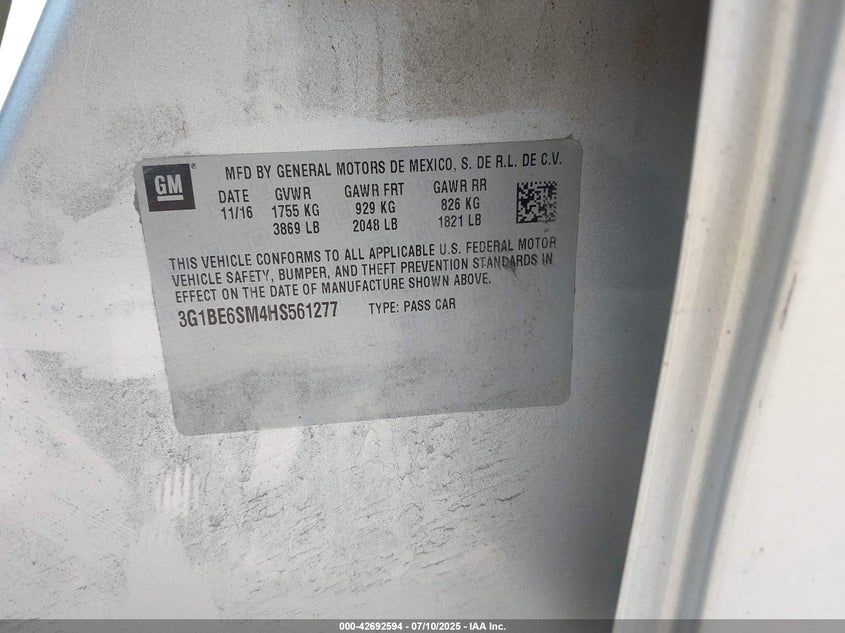 GM
MFD BY GENERAL MOTORS DE MEXICO, S. DE R.L. DE C.V.
DATE GVWR GAWR FRT GAWR RR
11/16 1755 KG 929 KG 826 KG
3869 LB 2048 LB 1821 LB
THIS VEHICLE CONFORMS TO ALL APPLICABLE U.S. FEDERAL MOTOR
VEHICLE SAFETY, BUMPER, AND THEFT PREVENTION STANDARDS IN
EFFECT ON THE DATE OF MANUFACTURE SHOWN ABOVE.
3G1BE6SM4HS561277 TYPE: PASS CAR
000-42692594 / 07/10/2025 - IAA Inc.